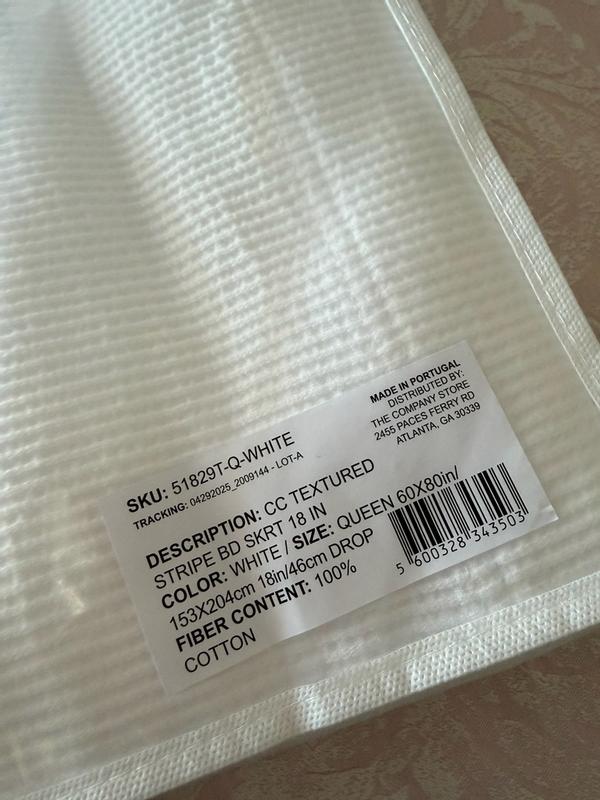 SKU: 51829T-Q-WHITE
TRACKING: 04292025_2009144 - LOT-A
MADE IN PORTUGAL
DISTRIBUTED BY:
THE COMPANY STORE
2455 PACES FERRY RD
ATLANTA, GA 30339
DESCRIPTION: CC TEXTURED
STRIPE BD SKRT 18 IN
COLOR: WHITE / SIZE: QUEEN 60X80in/
153X204cm 18in/46cm DROP
FIBER CONTENT: 100%
COTTON
5 600328 343503